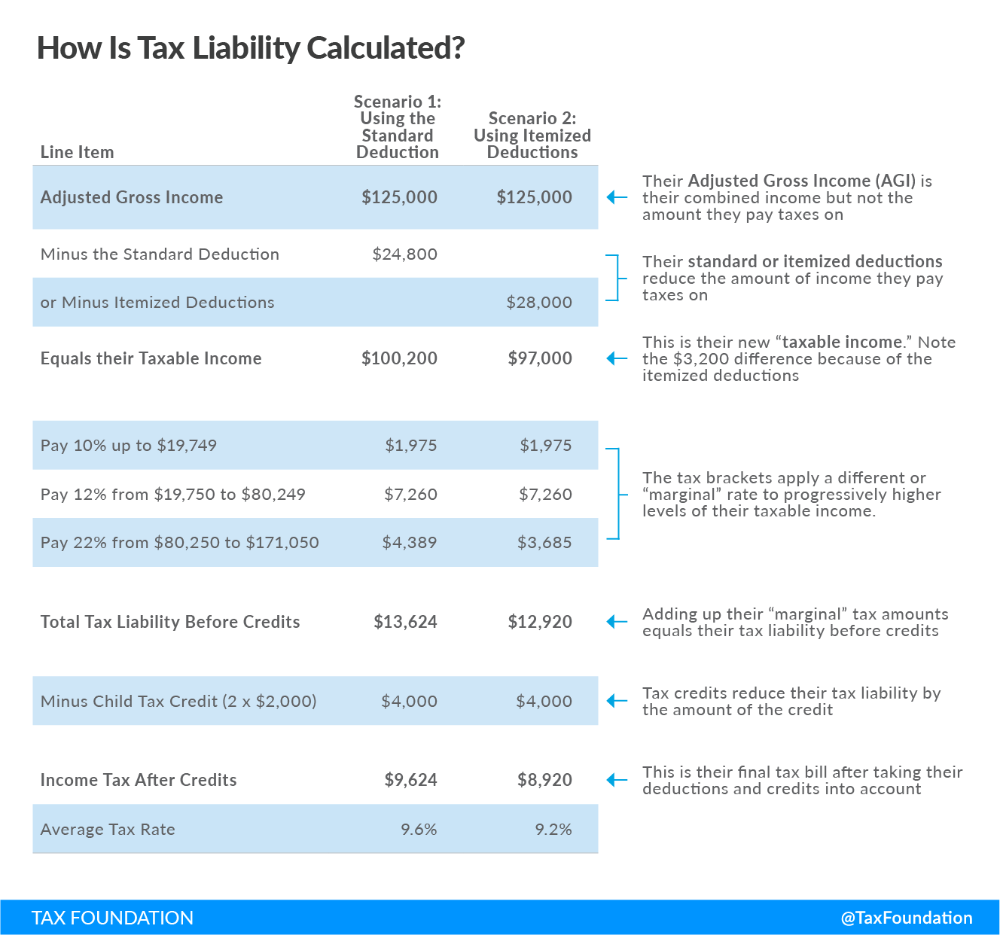 How Is Tax Liability Calculated?
Line Item
Scenario 1:
Using the
Standard
Deduction
Scenario 2:
Using Itemized
Deductions
Adjusted Gross Income $125,000 $125,000
Their Adjusted Gross Income (AGI) is
their combined income but not the
amount they pay taxes on
Minus the Standard Deduction $24,800
or Minus Itemized Deductions $28,000
Their standard or itemized deductions
reduce the amount of income they pay
taxes on
Equals their Taxable Income $100,200 $97,000
This is their new “taxable income.” Note
the $3,200 difference because of the
itemized deductions
Pay 10% up to $19,749 $1,975 $1,975
Pay 12% from $19,750 to $80,249 $7,260 $7,260
Pay 22% from $80,250 to $171,050 $4,389 $3,685
The tax brackets apply a different or
“marginal” rate to progressively higher
levels of their taxable income.
Total Tax Liability Before Credits $13,624 $12,920
Adding up their “marginal” tax amounts
equals their tax liability before credits
Minus Child Tax Credit (2 x $2,000) $4,000 $4,000
Tax credits reduce their tax liability by
the amount of the credit
Income Tax After Credits $9,624 $8,920
This is their final tax bill after taking their
deductions and credits into account
Average Tax Rate 9.6% 9.2%
TAX FOUNDATION @TaxFoundation